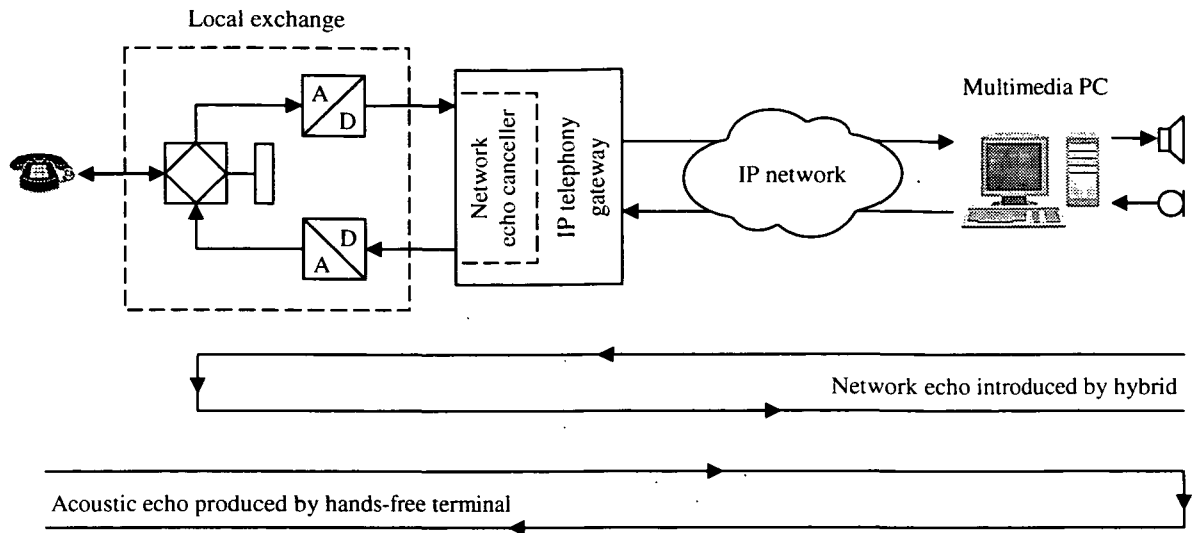 Local exchange
A
D
Network
echo canceller
IP telephony
gateway
IP network
Multimedia PC
D
A
Network echo introduced by hybrid
Acoustic echo produced by hands-free terminal